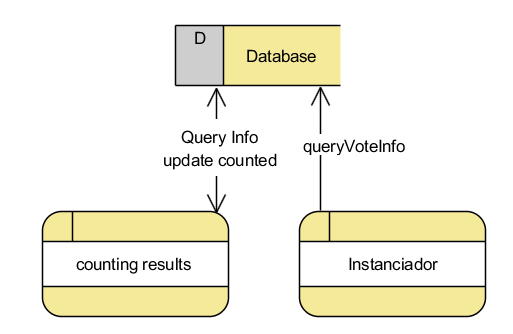 D
Database
Query Info
update counted
queryVoteInfo
counting results
Instanciador